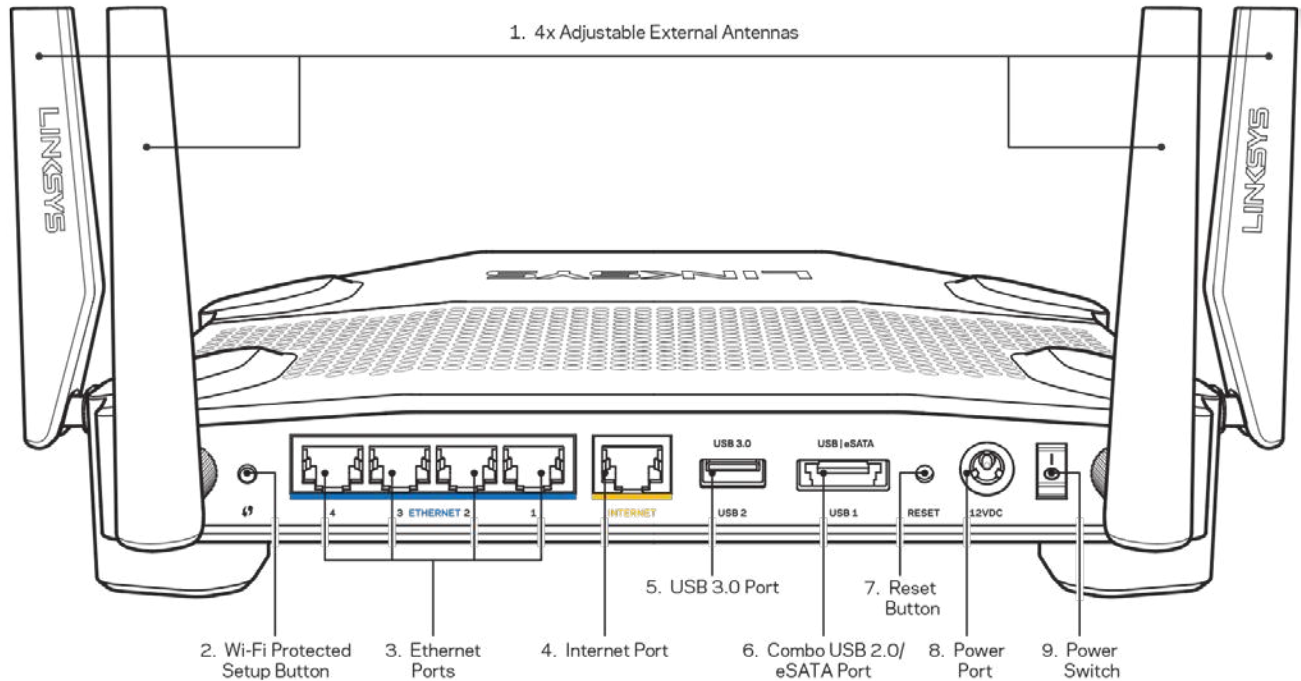 1. 4x Adjustable External Antennas
LINKSYS
LINKSYS
LINKSYS
USB 3.0
USB|eSATA
4
3 ETHERNET 2
1
INTERNET
USB 2
USB 1
RESET
12VDC
5. USB 3.0 Port
7. Reset
Button
2. Wi-Fi Protected
Setup Button
3. Ethernet
Ports
4. Internet Port
6. Combo USB 2.0/
eSATA Port
8. Power
Port
9. Power
Switch